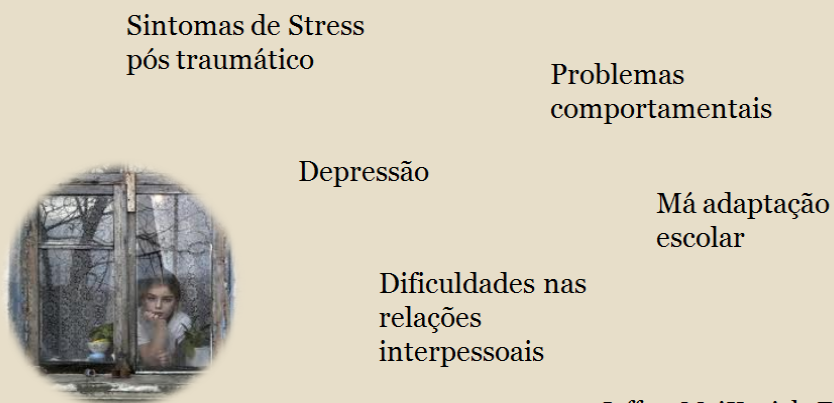 Sintomas de Stress
pós traumático
Problemas
comportamentais
Depressão
Má adaptação
escolar
Dificuldades nas
relações
interpessoais